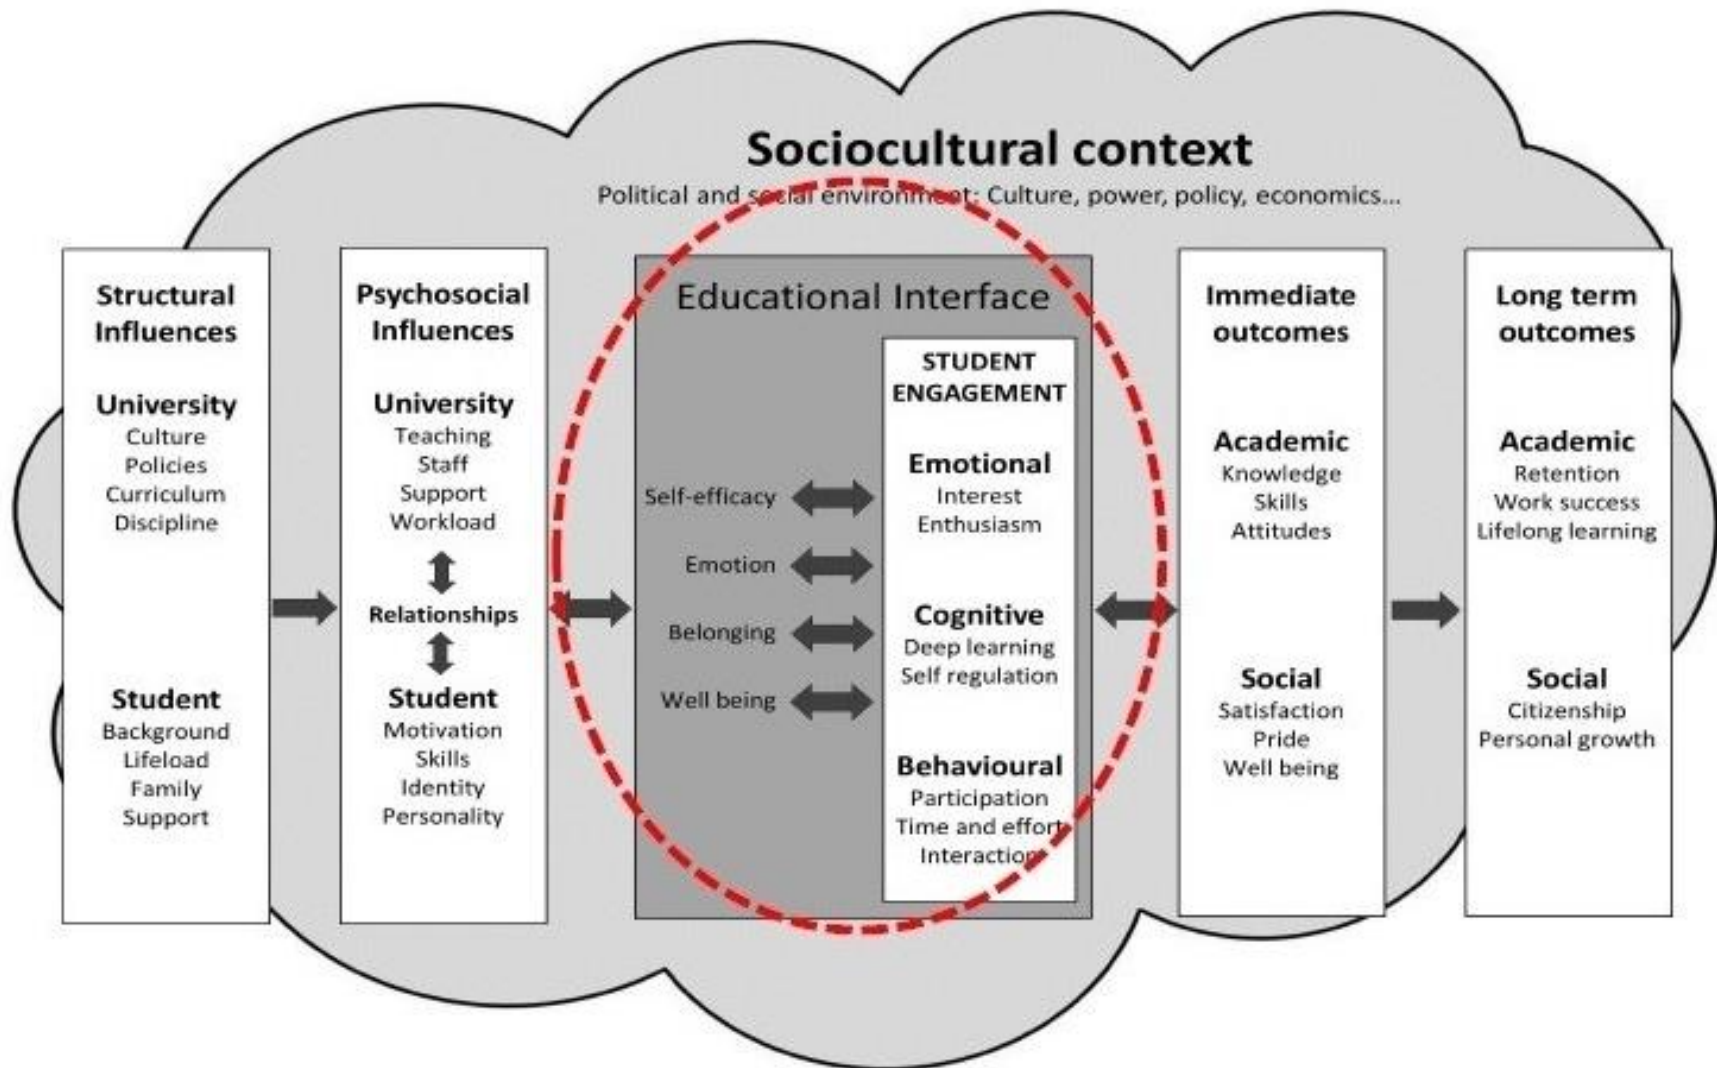 Sociocultural context
Political and social environment: Culture, power, policy, economics...
Structural
Influences
University
Culture
Policies
Curriculum
Discipline
Student
Background
Lifeload
Family
Support
Psychosocial
Influences
University
Teaching
Staff
Support
Workload
Relationships
Student
Motivation
Skills
Identity
Personality
Educational Interface
Self-efficacy
Emotion
Belonging
Well being
STUDENT
ENGAGEMENT
Emotional
Interest
Enthusiasm
Cognitive
Deep learning
Self regulation
Behavioural
Participation
Time and effort
Interaction
Immediate
outcomes
Academic
Knowledge
Skills
Attitudes
Social
Satisfaction
Pride
Well being
Long term
outcomes
Academic
Retention
Work success
Lifelong learning
Social
Citizenship
Personal growth